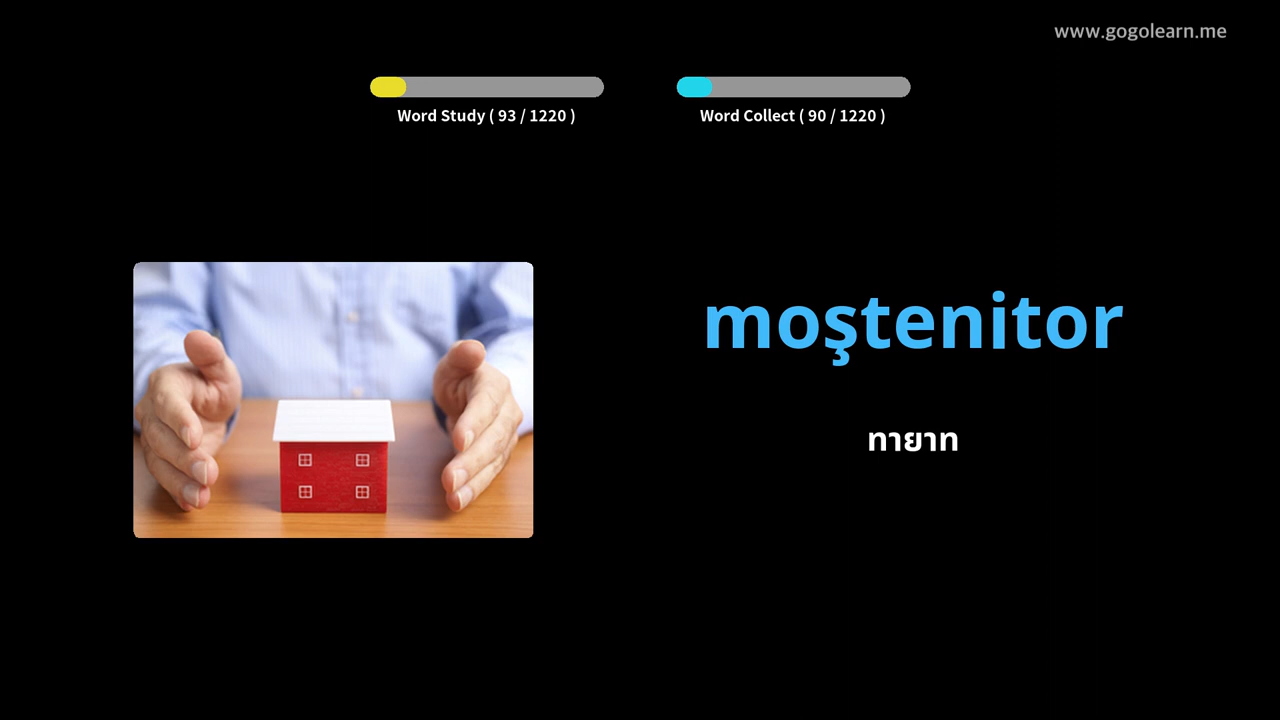 www.gogolearn.me
Word Study ( 93 / 1220 )
Word Collect ( 90 / 1220 )
moştenitor
ทายาท